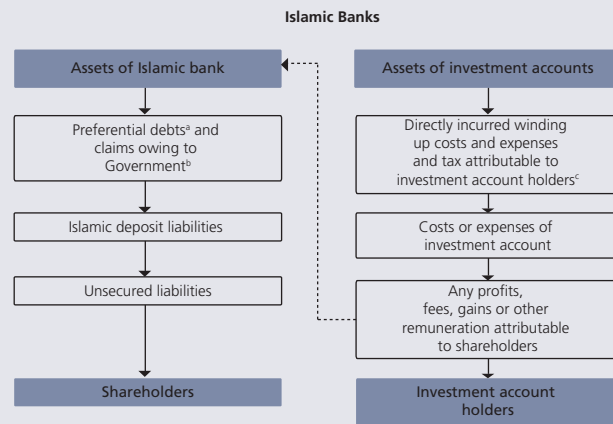 Islamic Banks
Assets of Islamic bank
Preferential debtsᵃ and
claims owing to
Governmentᵇ
Islamic deposit liabilities
Unsecured liabilities
Shareholders
Assets of investment accounts
Directly incurred winding
up costs and expenses
and tax attributable to
investment account holdersᶜ
Costs or expenses of
investment account
Any profits,
fees, gains or other
remuneration attributable
to shareholders
Investment account
holders